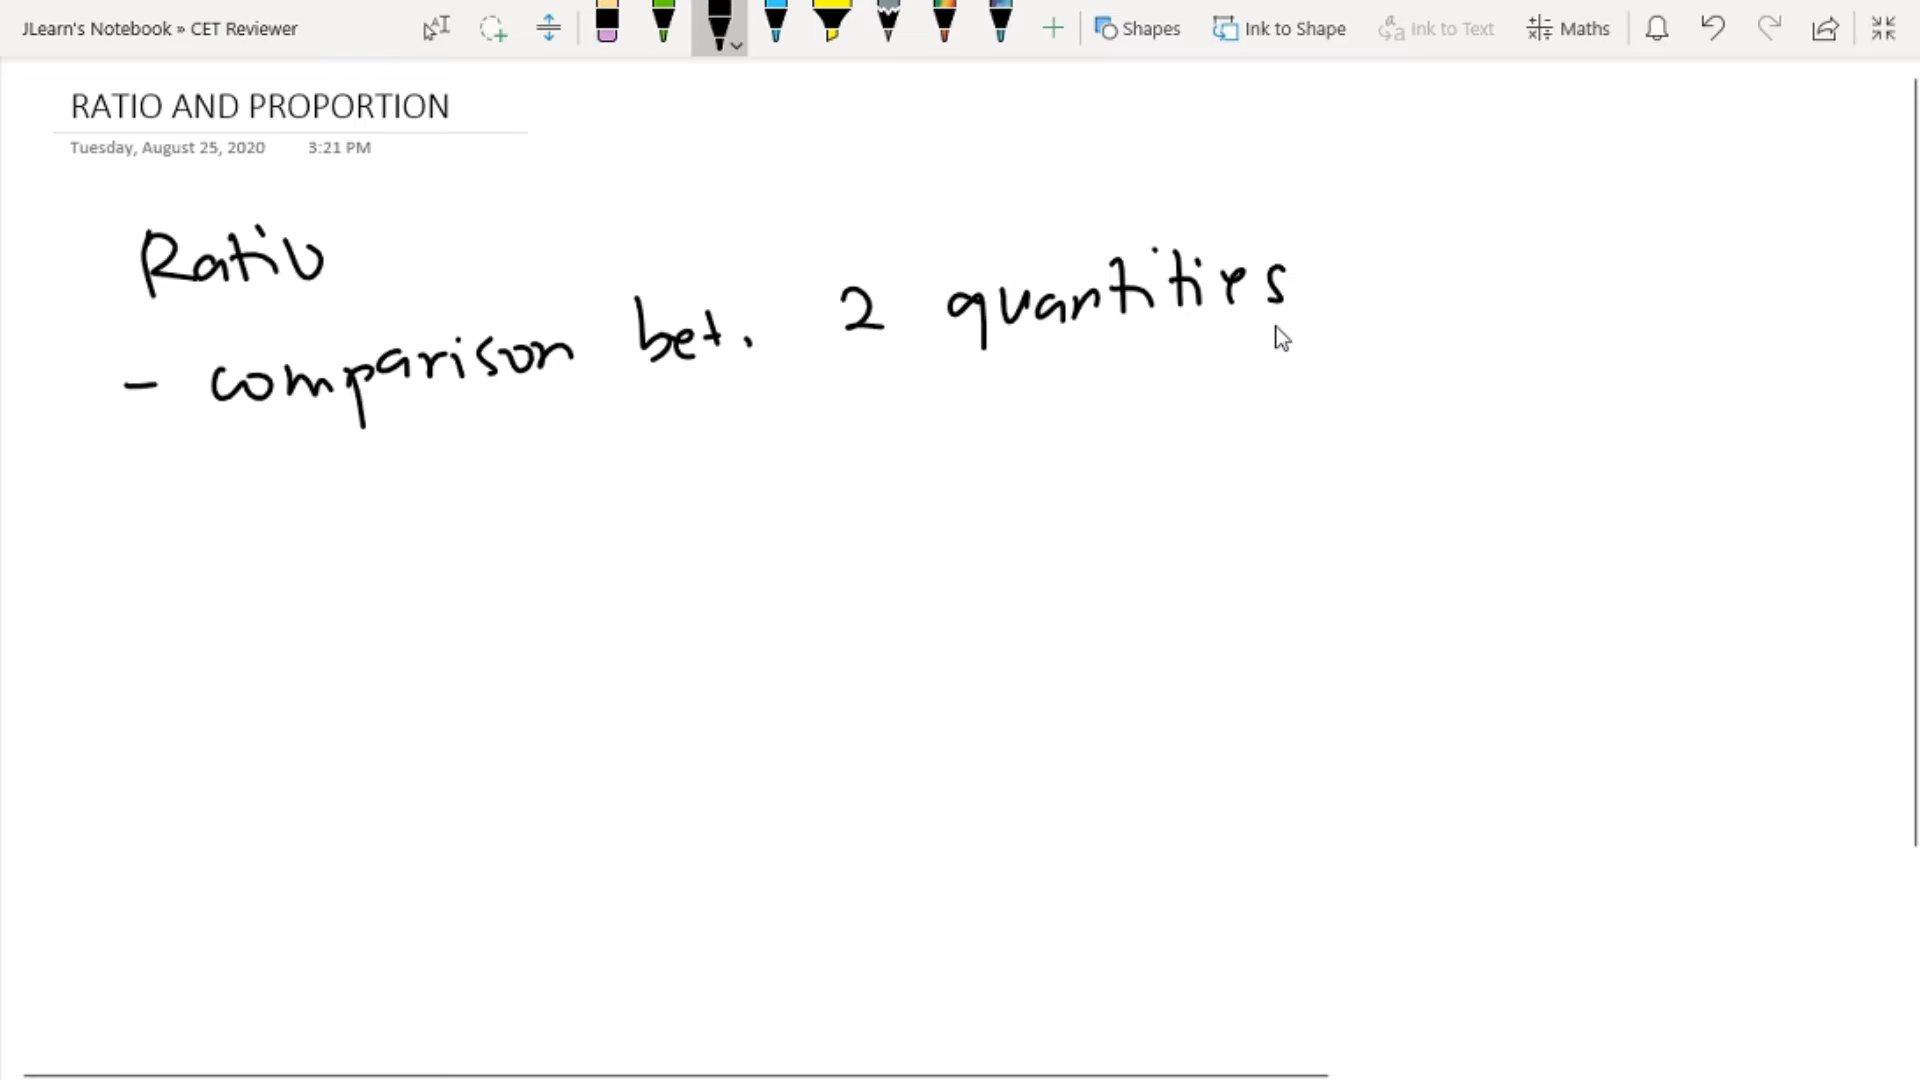 JLearn's Notebook » CET Reviewer
Shapes
Ink to Shape
Ink to Text
Maths
RATIO AND PROPORTION
Tuesday, August 25, 2020 3:21 PM
Ratio
- comparison bet. 2 quantities